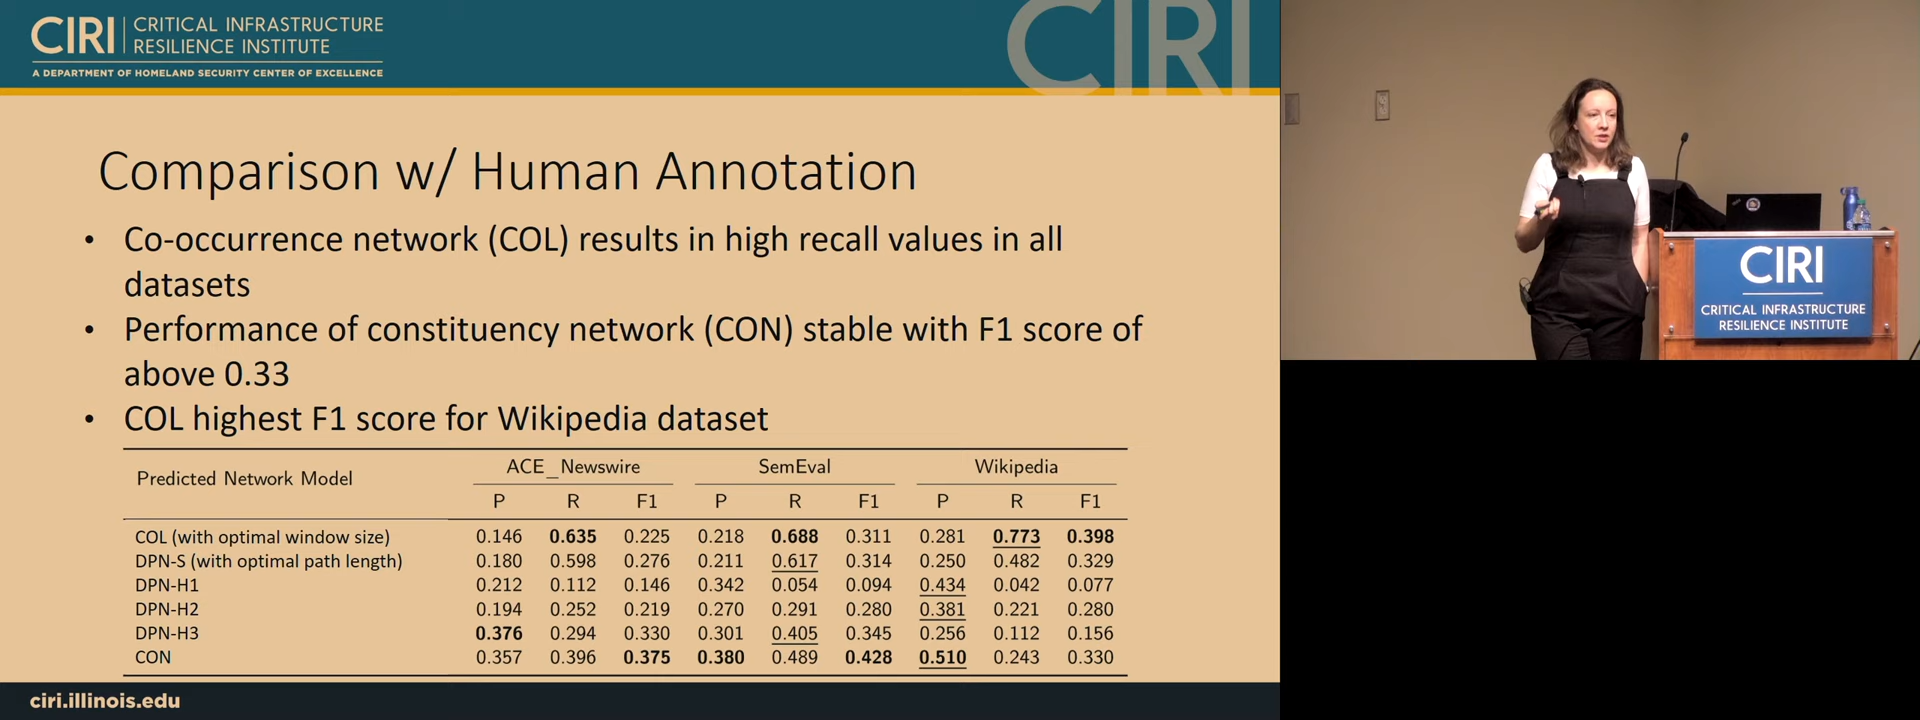 CIRI CRITICAL INFRASTRUCTURE
RESILIENCE INSTITUTE
A DEPARTMENT OF HOMELAND SECURITY CENTER OF EXCELLENCE
CIRI
Comparison w/ Human Annotation
• Co-occurrence network (COL) results in high recall values in all
datasets
• Performance of constituency network (CON) stable with F1 score of
above 0.33
• COL highest F1 score for Wikipedia dataset
Predicted Network Model ACE_Newswire SemEval Wikipedia
P R F1 P R F1 P R F1
COL (with optimal window size) 0.146 0.635 0.225 0.218 0.688 0.311 0.281 0.773 0.398
DPN-S (with optimal path length) 0.180 0.598 0.276 0.211 0.617 0.314 0.250 0.482 0.329
DPN-H1 0.212 0.112 0.146 0.342 0.054 0.094 0.434 0.042 0.077
DPN-H2 0.194 0.252 0.219 0.270 0.291 0.280 0.381 0.221 0.280
DPN-H3 0.376 0.294 0.330 0.301 0.405 0.345 0.256 0.112 0.156
CON 0.357 0.396 0.375 0.380 0.489 0.428 0.510 0.243 0.330
ciri.illinois.edu
CIRI
CRITICAL INFRASTRUCTURE
RESILIENCE INSTITUTE